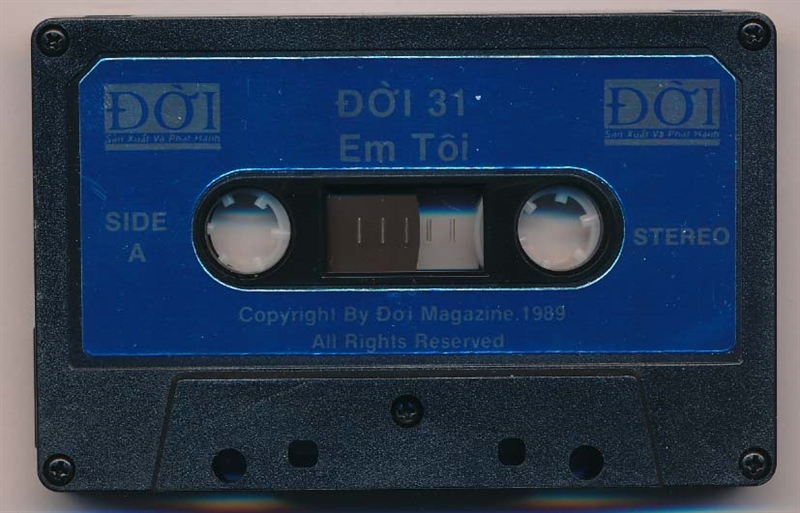 ĐỜI
Sản Xuất Và Phát Hành
ĐỜI 31
Em Tôi
ĐỜI
Sản Xuất Và Phát Hành
SIDE
A
STEREO
Copyright By Đời Magazine.1989
All Rights Reserved